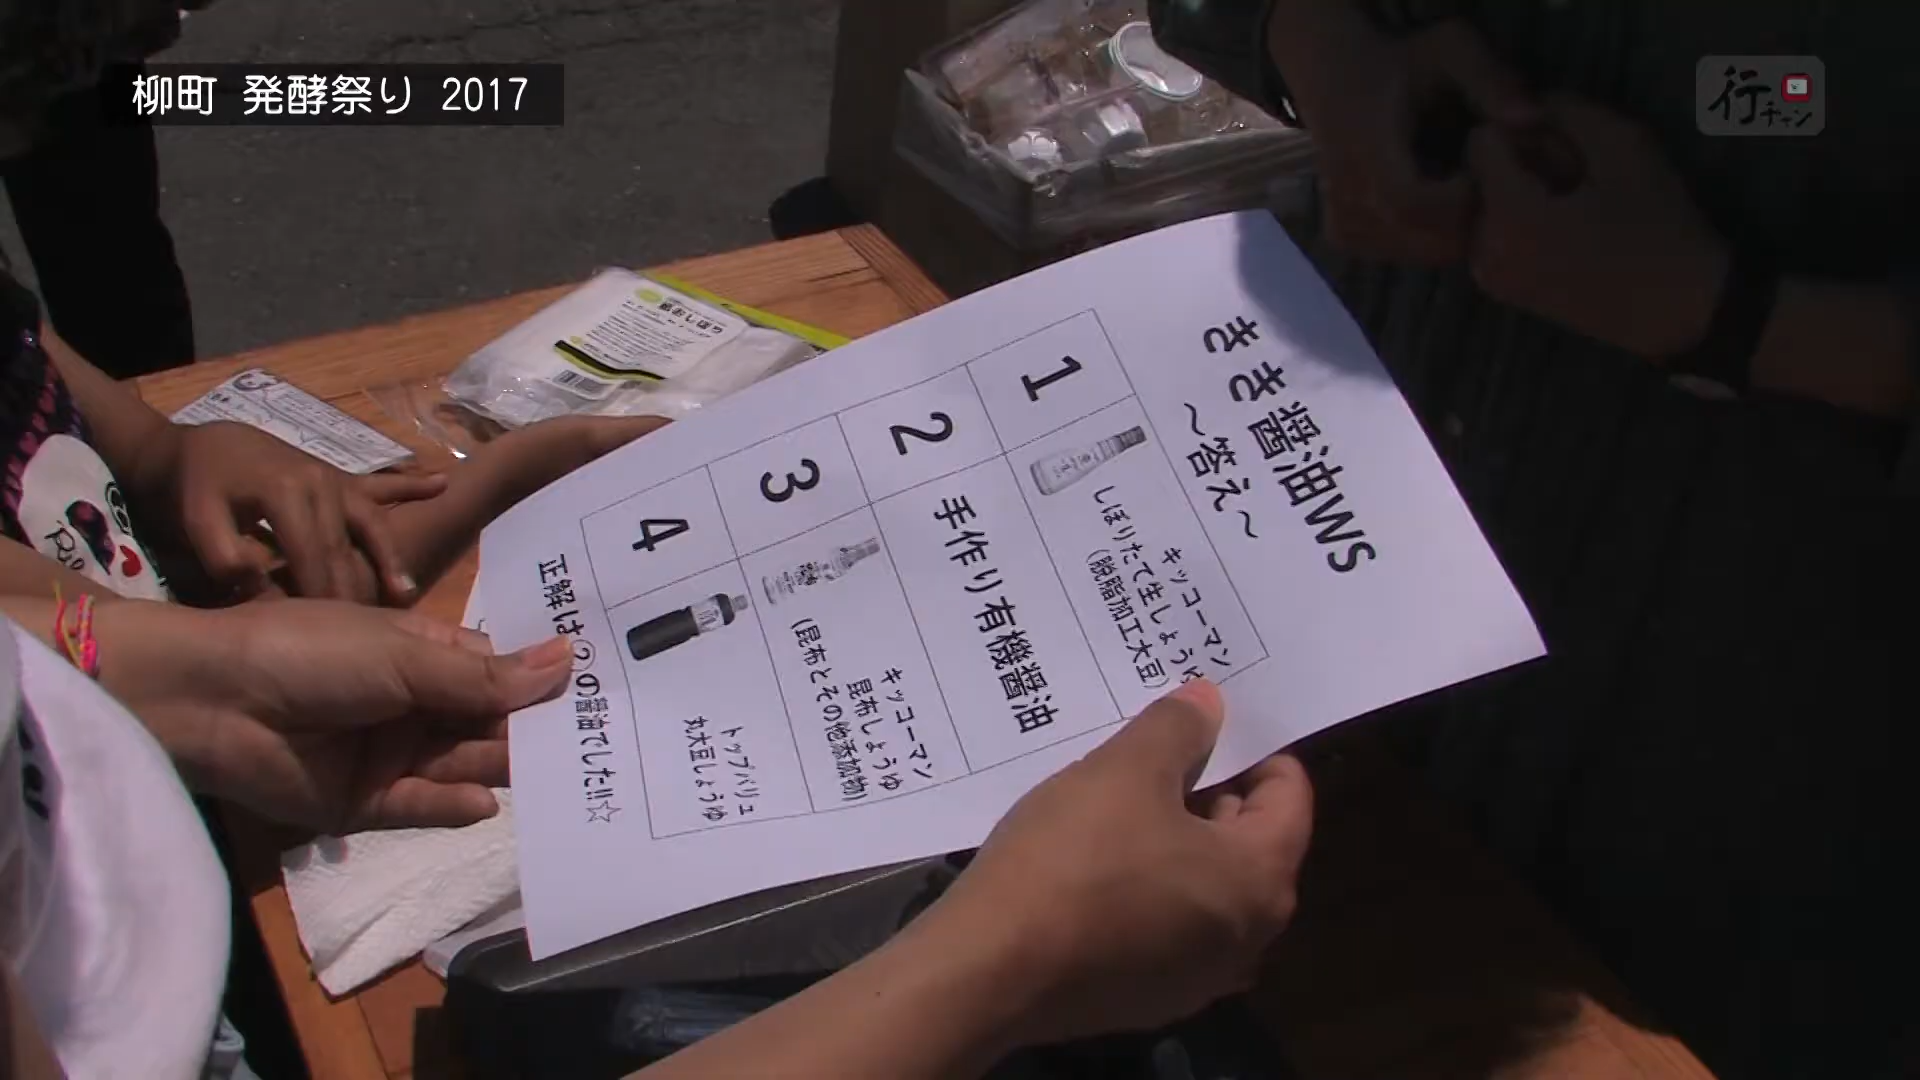 柳町 発酵祭り 2017
行チャン
きき醤油WS
～答え～
1
キッコーマン
しぼりたて生しょうゆ
(脱脂加工大豆)
2
手作り有機醤油
3
キッコーマン
昆布しょうゆ
(昆布とその他添加物)
4
トップバリュ
丸大豆しょうゆ
正解は②の醤油でした!!☆